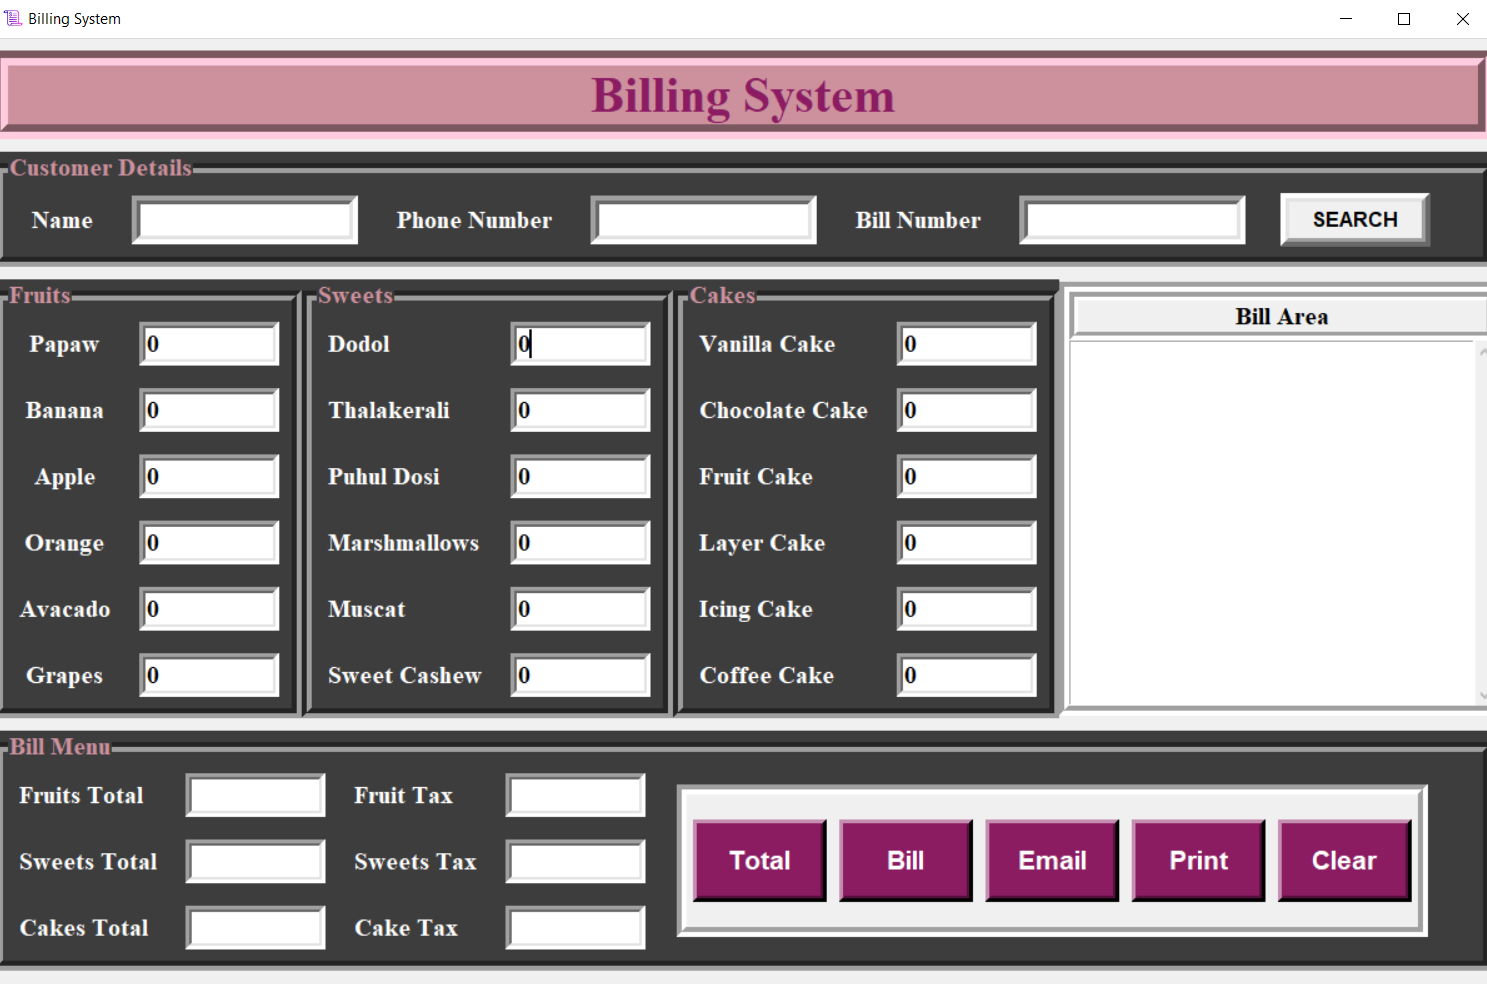 Billing System
Billing System
Customer Details
Name Phone Number Bill Number SEARCH
Fruits Sweets Cakes
Bill Area
Papaw 0 Dodol 0 Vanilla Cake 0
Banana 0 Thalakerali 0 Chocolate Cake 0
Apple 0 Puhul Dosi 0 Fruit Cake 0
Orange 0 Marshmallows 0 Layer Cake 0
Avacado 0 Muscat 0 Icing Cake 0
Grapes 0 Sweet Cashew 0 Coffee Cake 0
Bill Menu
Fruits Total Fruit Tax
Sweets Total Sweets Tax Total Bill Email Print Clear
Cakes Total Cake Tax